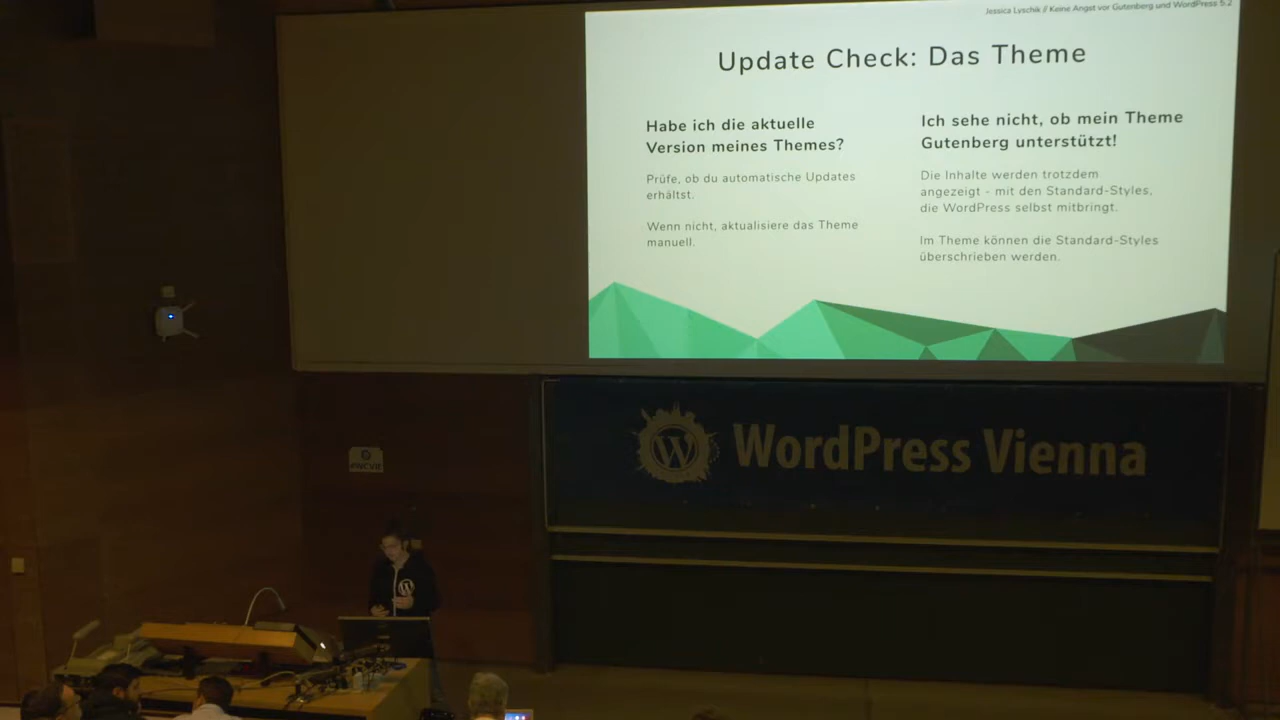 Jessica Lyschik // Keine Angst vor Gutenberg und WordPress 5.2
Update Check: Das Theme
Habe ich die aktuelle
Version meines Themes?
Prüfe, ob du automatische Updates
erhältst.
Wenn nicht, aktualisiere das Theme
manuell.
Ich sehe nicht, ob mein Theme
Gutenberg unterstützt!
Die Inhalte werden trotzdem
angezeigt - mit den Standard-Styles,
die WordPress selbst mitbringt.
Im Theme können die Standard-Styles
überschrieben werden.
WordPress Vienna
#WCVIE